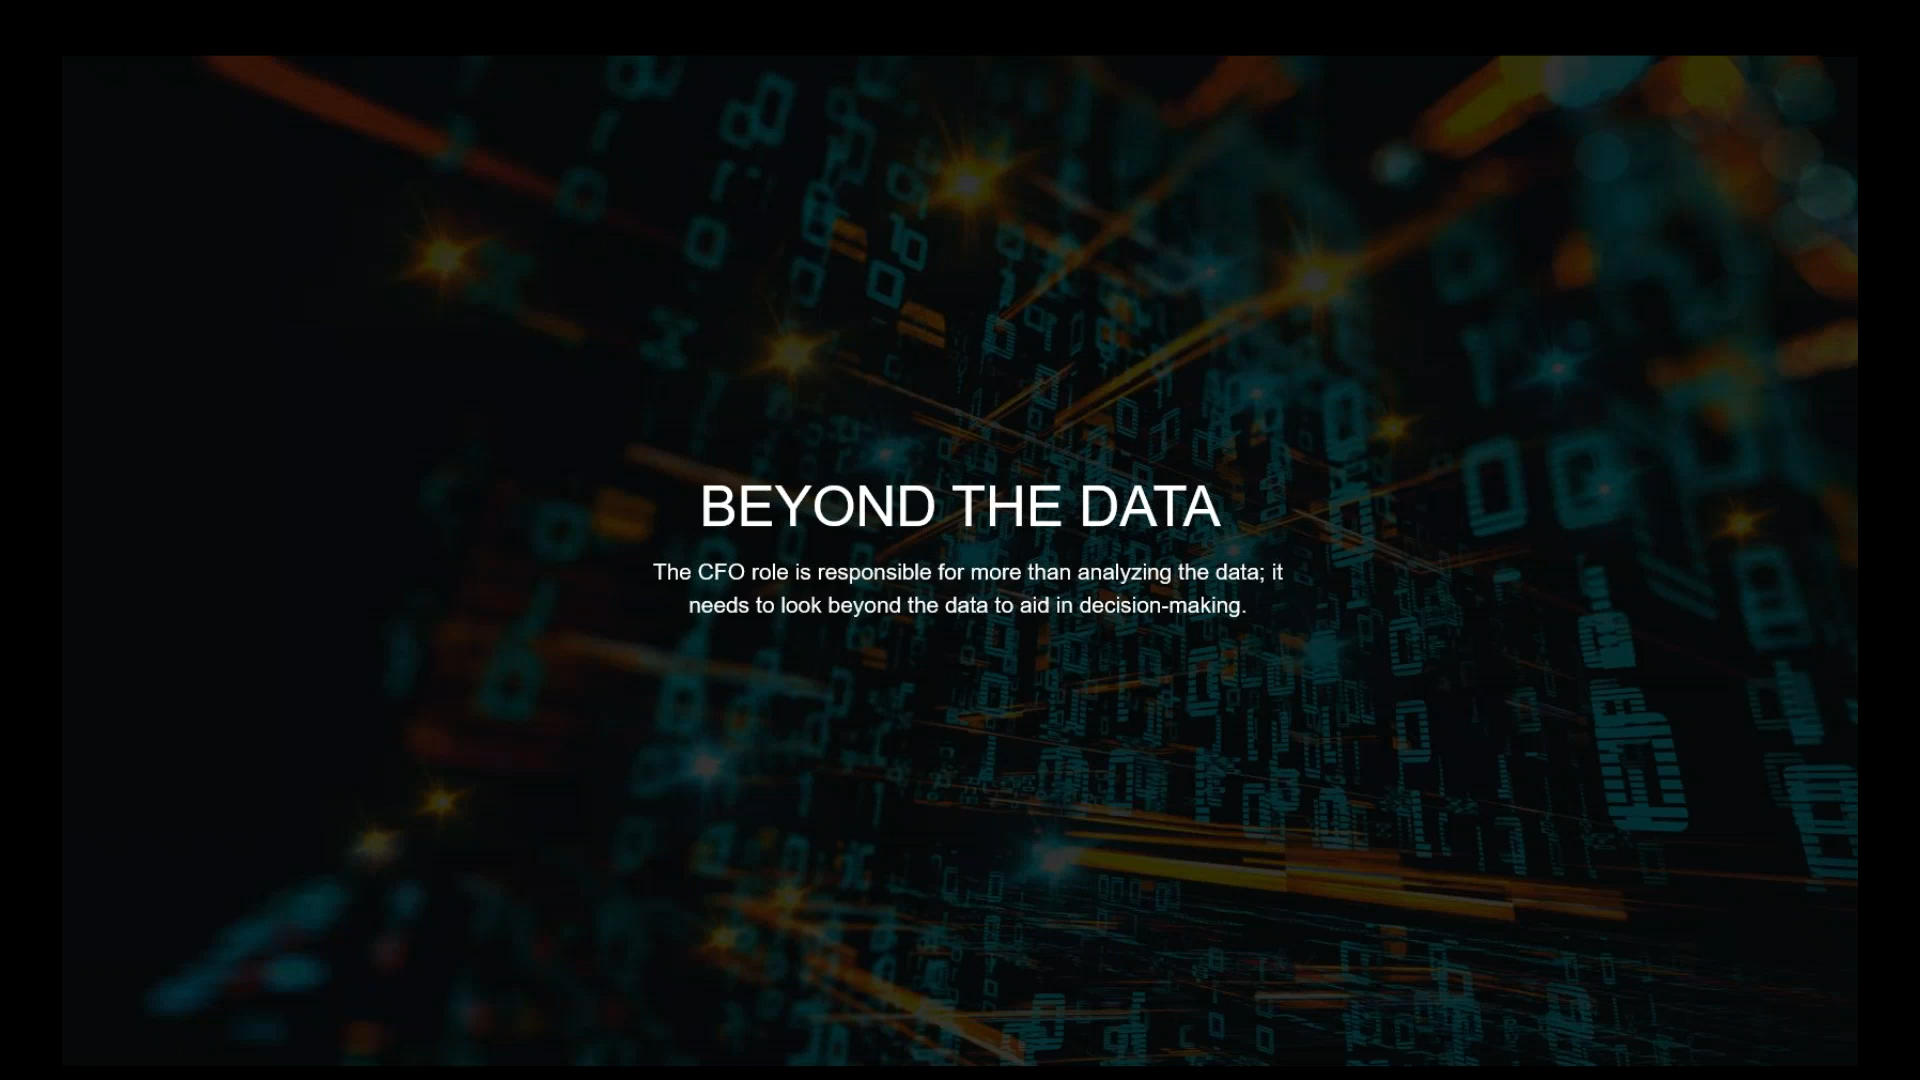 BEYOND THE DATA
The CFO role is responsible for more than analyzing the data; it
needs to look beyond the data to aid in decision-making.